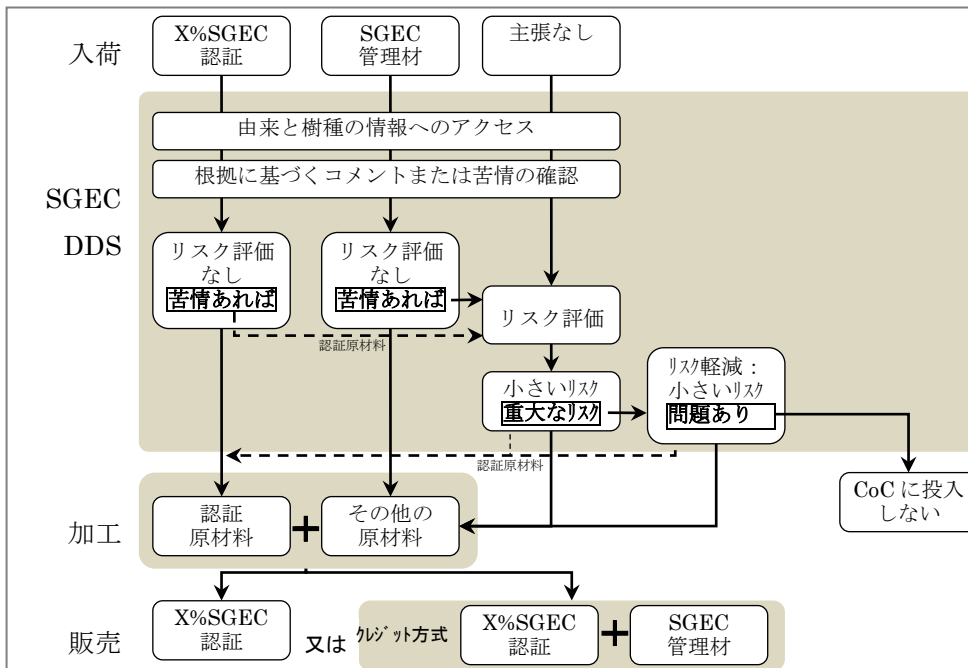 入荷
X%SGEC
認証
SGEC
管理材
主張なし
由来と樹種の情報へのアクセス
根拠に基づくコメントまたは苦情の確認
SGEC
DDS
リスク評価
なし
苦情あれば
リスク評価
なし
苦情あれば
リスク評価
認証原材料
小さいﾘｽｸ
重大なﾘｽｸ
ﾘｽｸ軽減：
小さいﾘｽｸ
問題あり
認証原材料
CoC に投入
しない
加工
認証
原材料
+
その他の
原材料
販売
X%SGEC
認証
又は
ｸﾚｼﾞｯﾄ方式
X%SGEC
認証
+
SGEC
管理材